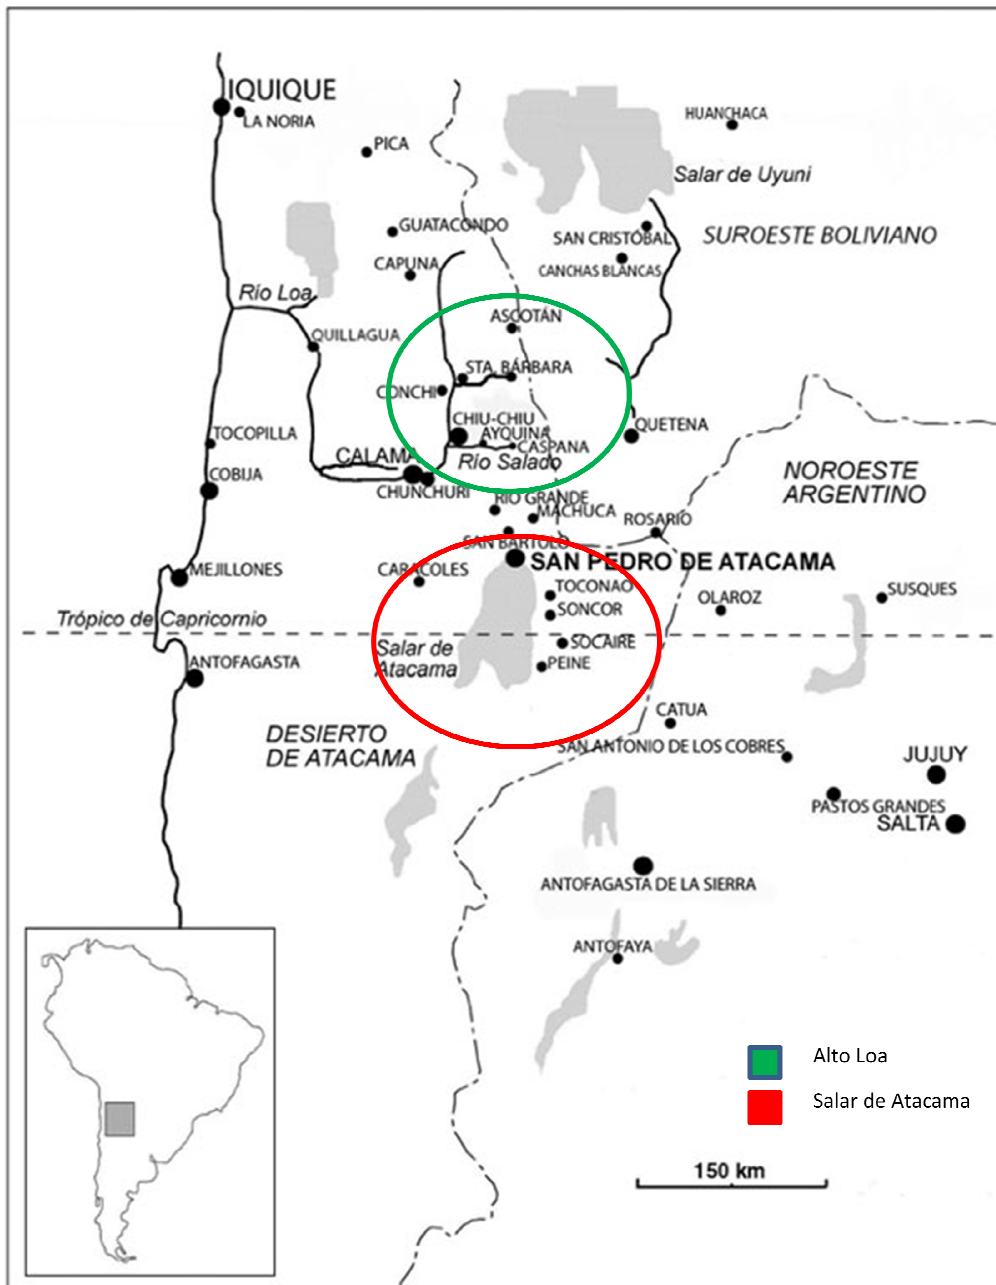 IQUIQUE
LA NORIA
HUANCHACA
PICA
Salar de Uyuni
GUATACONDO
SAN CRISTÓBAL
SUROESTE BOLIVIANO
CAPUNA
CANCHAS BLANCAS
Río Loa
ASCOTÁN
QUILLAGUA
STA. BÁRBARA
CONCHI
CHIU-CHIU
QUETENA
TOCOPILLA
AYQUINA
CASPANA
CALAMA
Río Salado
COBIJA
CHUNCHURI
NOROESTE
ARGENTINO
RÍO GRANDE
MACHUCA
ROSARIO
SAN BARTOLO
SAN PEDRO DE ATACAMA
MEJILLONES
CARACOLES
TOCONAO
SUSQUES
OLAROZ
SONCOR
Trópico de Capricornio
SOCAIRE
Salar de
Atacama
PEINE
ANTOFAGASTA
CATUA
DESIERTO
DE ATACAMA
SAN ANTONIO DE LOS COBRES
JUJUY
PASTOS GRANDES
SALTA
ANTOFAGASTA DE LA SIERRA
ANTOFAYA
Alto Loa
Salar de Atacama
150 km